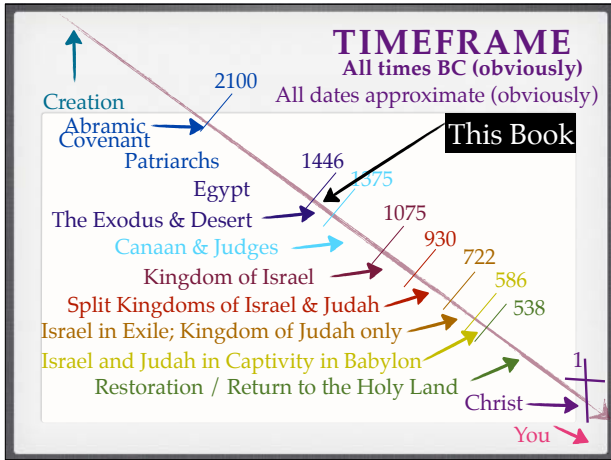 TIMEFRAME
All times BC (obviously)
All dates approximate (obviously)
Creation
2100
Abramic
Covenant
This Book
Patriarchs
1446
1375
Egypt
The Exodus & Desert
Canaan & Judges
1075
930
Kingdom of Israel
722
Split Kingdoms of Israel & Judah
586
538
Israel in Exile; Kingdom of Judah only
Israel and Judah in Captivity in Babylon
1
Restoration / Return to the Holy Land
Christ
You